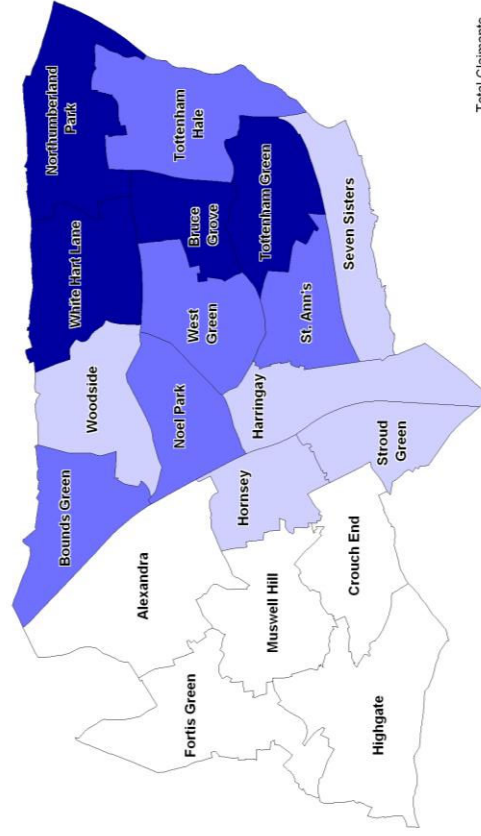 Northumberland
Park
White Hart Lane
Tottenham
Hale
Bruce
Grove
Tottenham Green
Seven Sisters
West
Green
St. Ann's
Woodside
Noel Park
Harringay
Bounds Green
Hornsey
Stroud
Green
Alexandra
Muswell Hill
Crouch End
Fortis Green
Highgate
Total Claimants